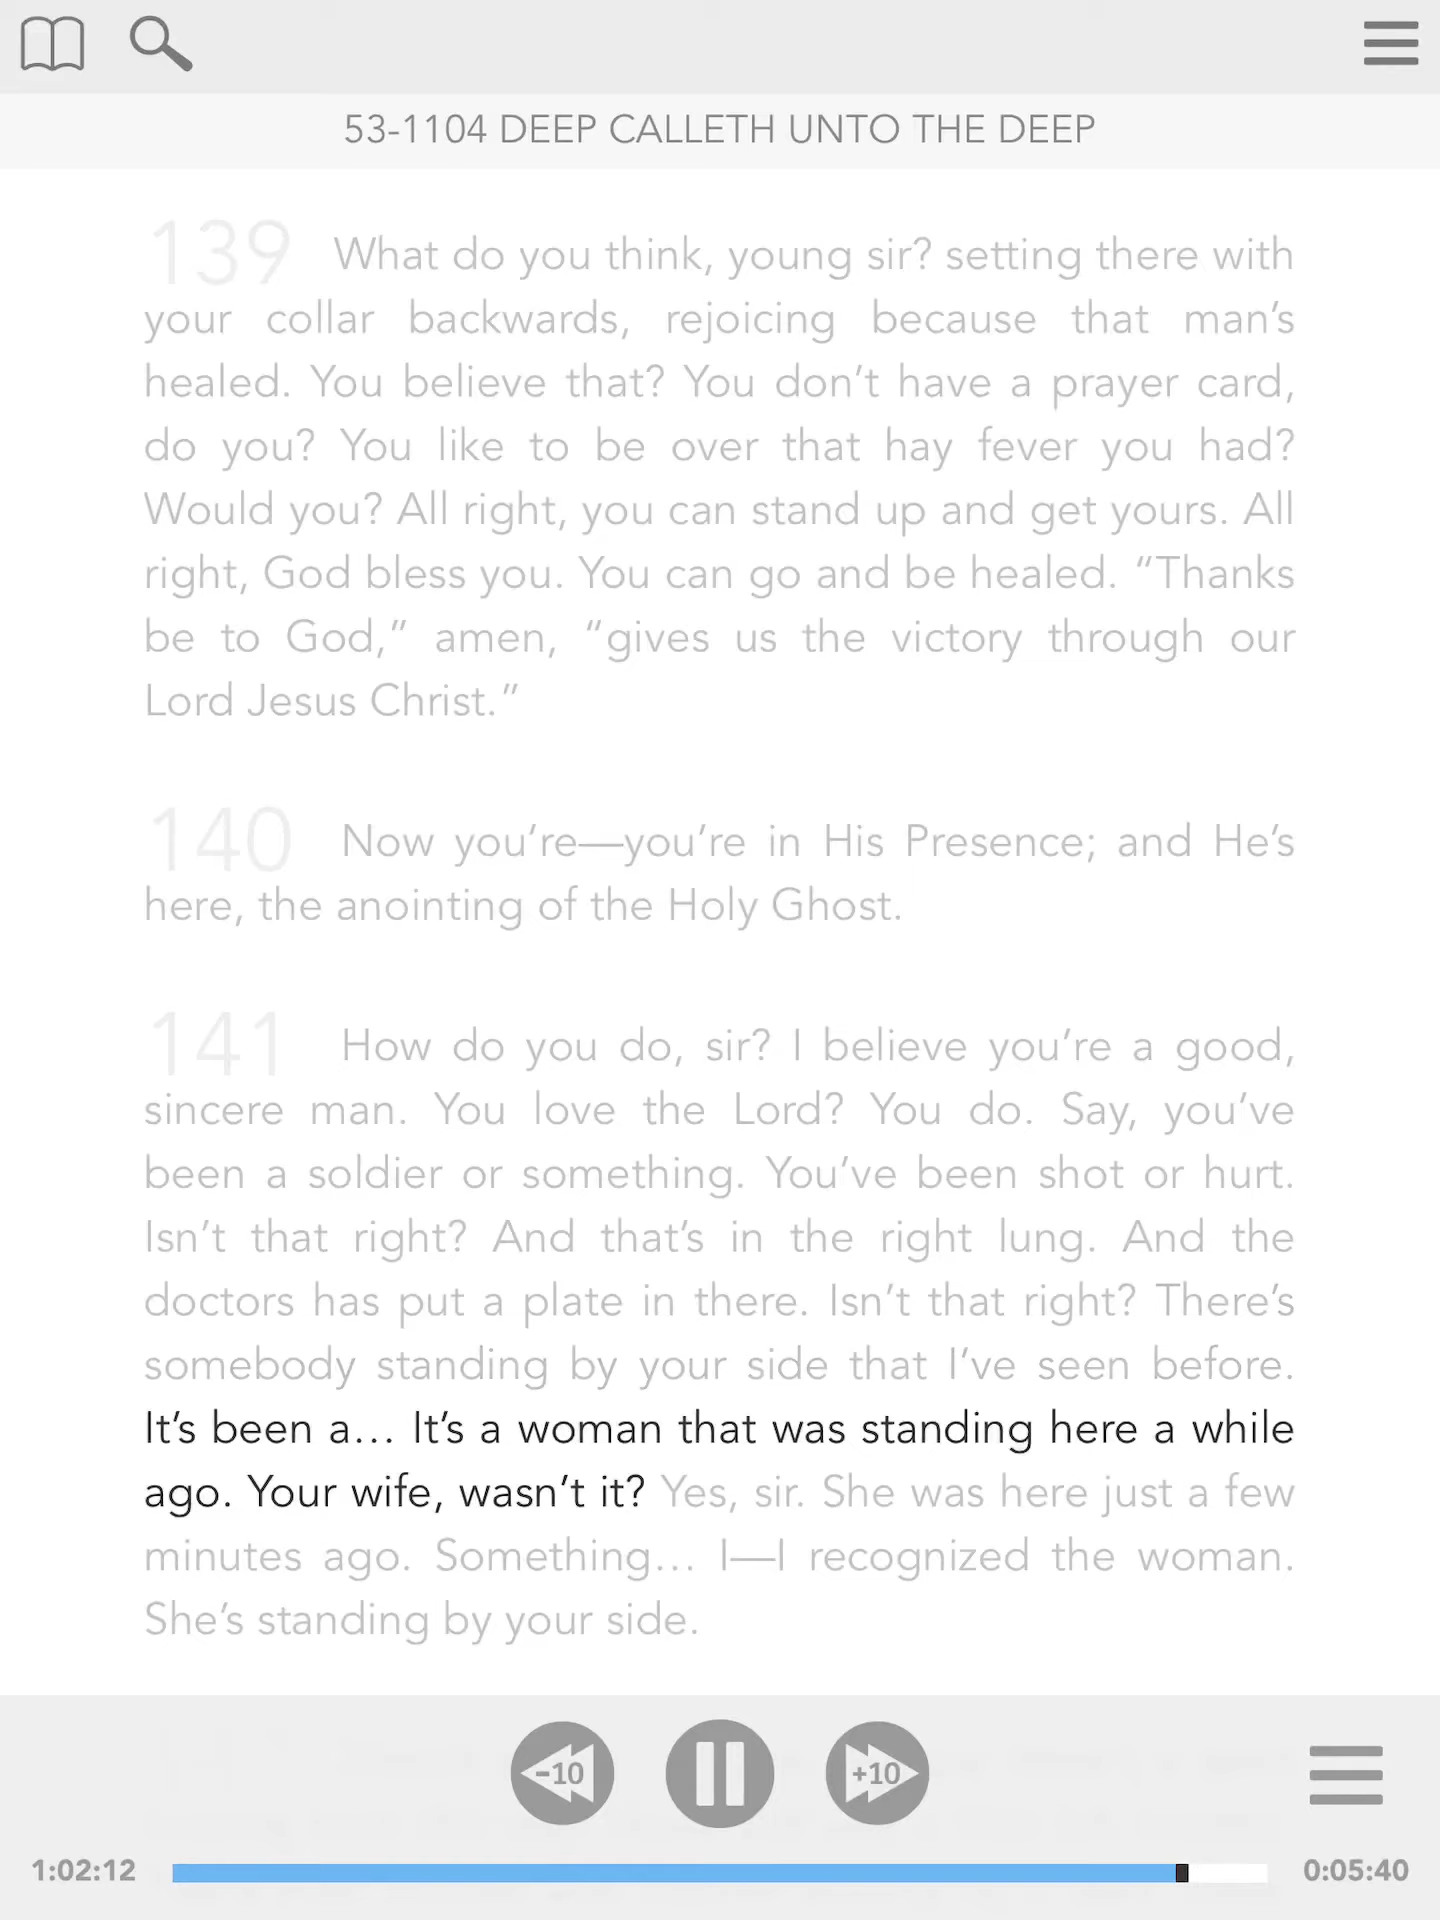 53-1104 DEEP CALLETH UNTO THE DEEP
139 What do you think, young sir? setting there with
your collar backwards, rejoicing because that man’s
healed. You believe that? You don’t have a prayer card,
do you? You like to be over that hay fever you had?
Would you? All right, you can stand up and get yours. All
right, God bless you. You can go and be healed. “Thanks
be to God,” amen, “gives us the victory through our
Lord Jesus Christ.”
140 Now you’re—you’re in His Presence; and He’s
here, the anointing of the Holy Ghost.
141 How do you do, sir? I believe you’re a good,
sincere man. You love the Lord? You do. Say, you’ve
been a soldier or something. You’ve been shot or hurt.
Isn’t that right? And that’s in the right lung. And the
doctors has put a plate in there. Isn’t that right? There’s
somebody standing by your side that I’ve seen before.
It’s been a… It’s a woman that was standing here a while
ago. Your wife, wasn’t it? Yes, sir. She was here just a few
minutes ago. Something… I—I recognized the woman.
She’s standing by your side.
-10 +10
1:02:12 0:05:40